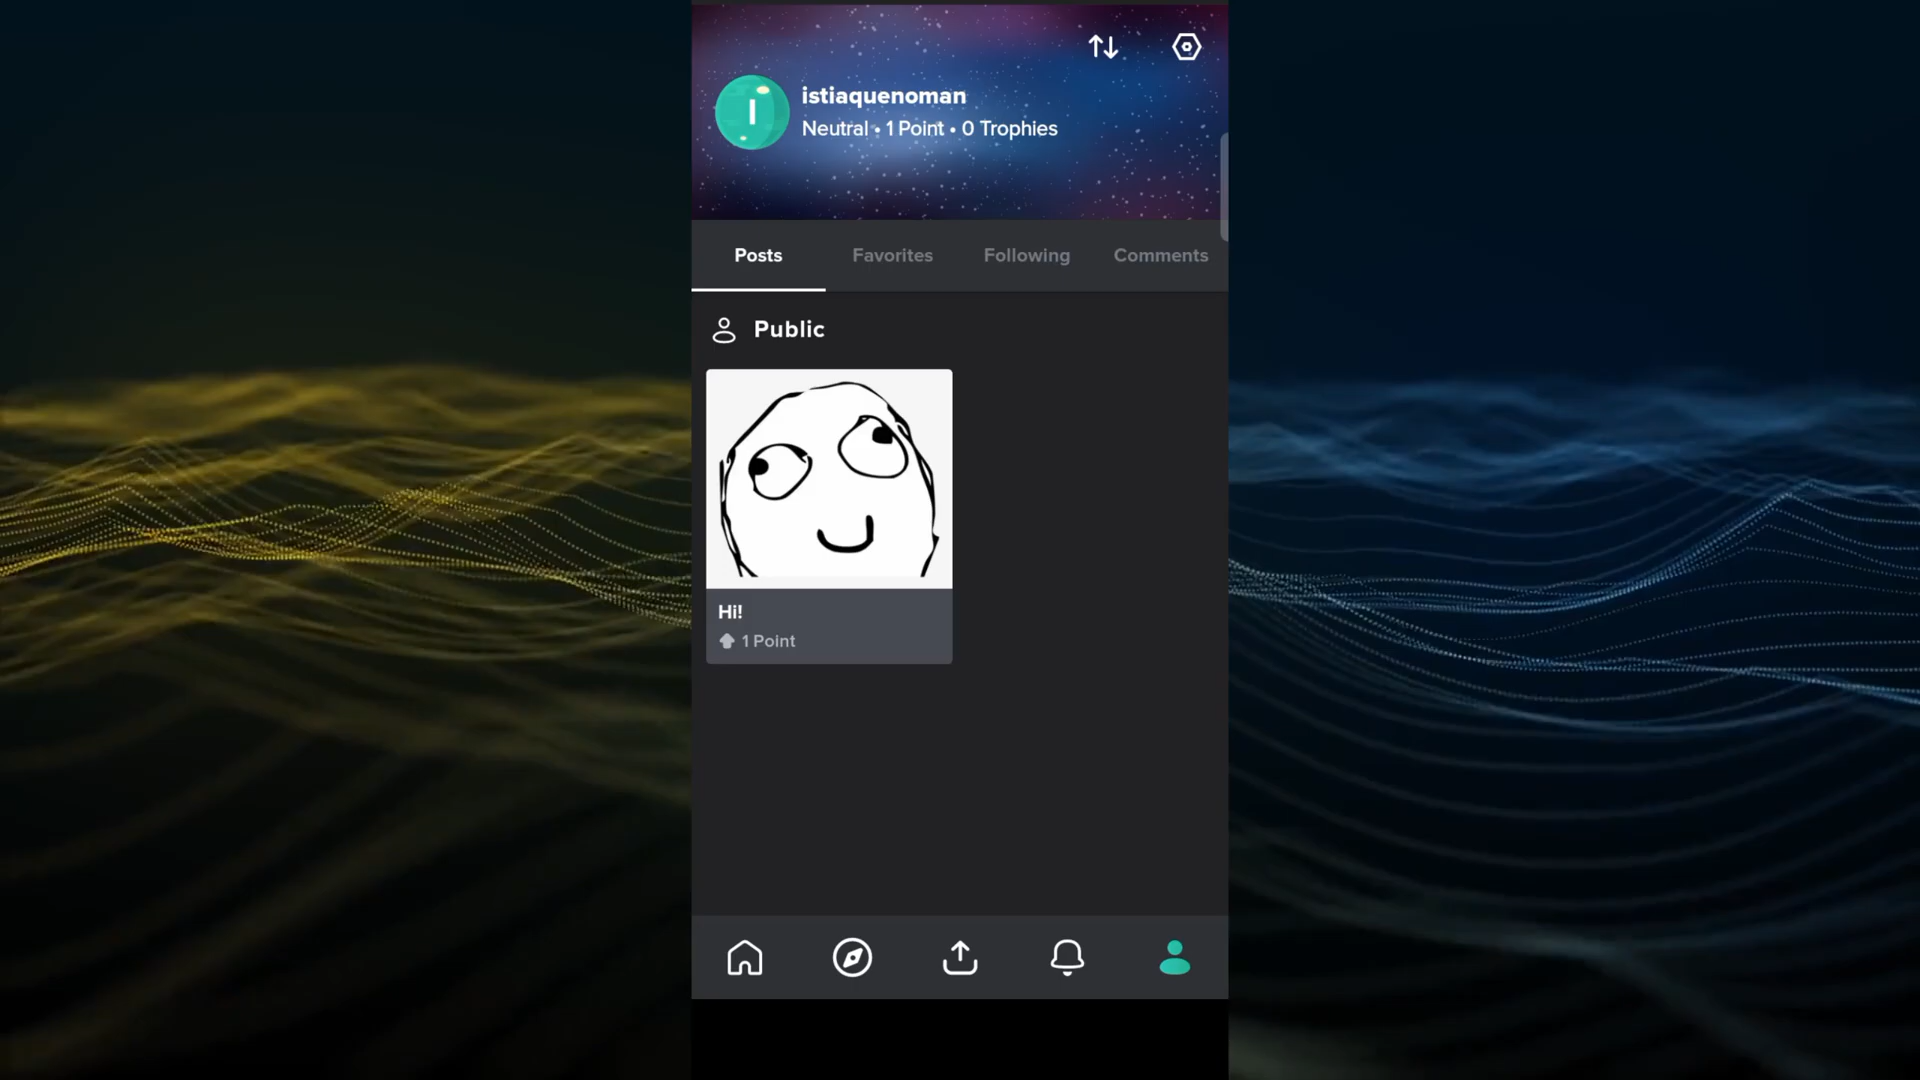 istiaquenoman
Neutral • 1 Point • 0 Trophies
I
Posts Favorites Following Comments
Public
Hi!
1 Point